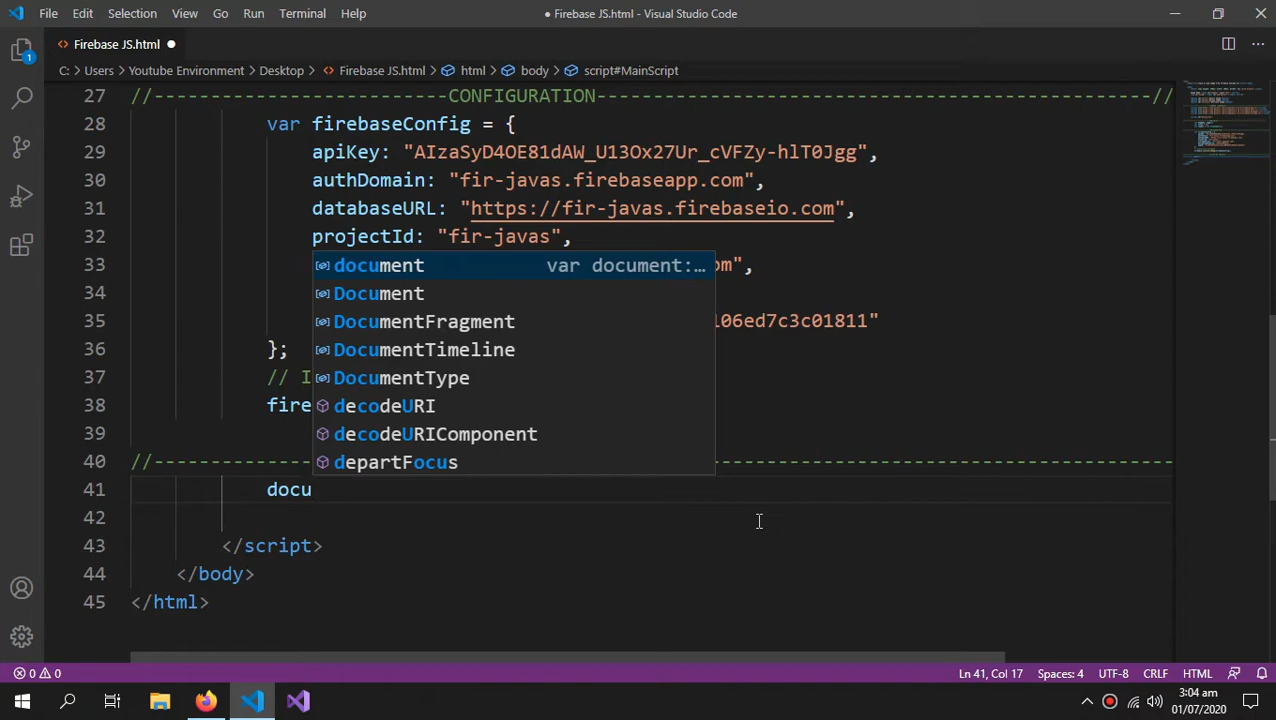 File Edit Selection View Go Run Terminal Help
● Firebase JS.html - Visual Studio Code
Firebase JS.html ●
C: > Users > Youtube Environment > Desktop > Firebase JS.html > html > body > script#MainScript
27 //--------------------------CONFIGURATION-------------------------------------------------//
28 var firebaseConfig = {
29 apiKey: "AIzaSyD4GE81dAW_U13Ox27Ur_cVFZy-hlT0Jgg",
30 authDomain: "fir-javas.firebaseapp.com",
31 databaseURL: "https://fir-javas.firebaseio.com",
32 projectId: "fir-javas",
33 om",
35 106ed7c3c01811"
36 };
37 // I
38 fire
39
40 //---------------------------------------------------------------
41 docu
42
43 </script>
44 </body>
45 </html>
document var document:…
Document
DocumentFragment
DocumentTimeline
DocumentType
decodeURI
decodeURIComponent
departFocus
1
0 0 Ln 41, Col 17 Spaces: 4 UTF-8 CRLF HTML
3:04 am
01/07/2020